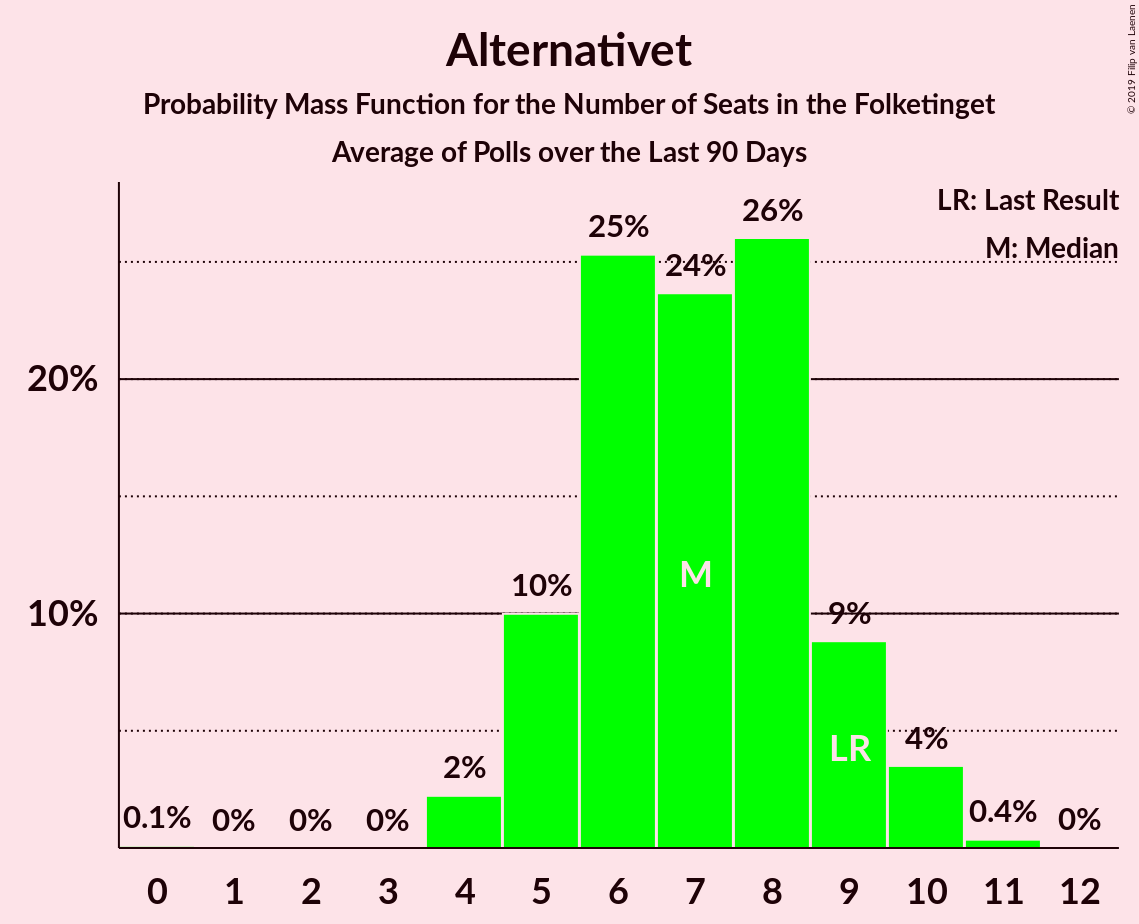 Alternativet
Probability Mass Function for the Number of Seats in the Folketinget
Average of Polls over the Last 90 Days
© 2019 Filip van Laenen
LR: Last Result
M: Median
25%
24%
26%
20%
10%
10%
M
9%
LR
4%
2%
0.1%
0%
0%
0%
0.4%
0%
0 1 2 3 4 5 6 7 8 9 10 11 12